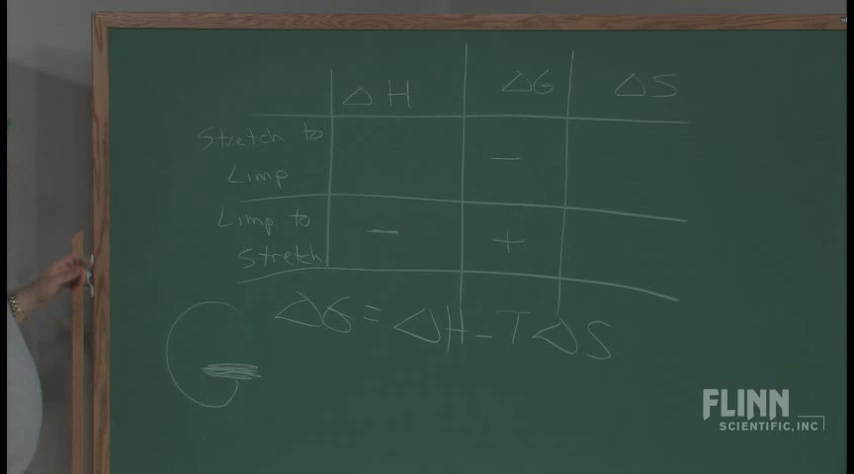 ΔH ΔG ΔS
Stretch to
Limp
−
Limp to
Stretch
− +
ΔG = ΔH - TΔS
FLINN
SCIENTIFIC, INC